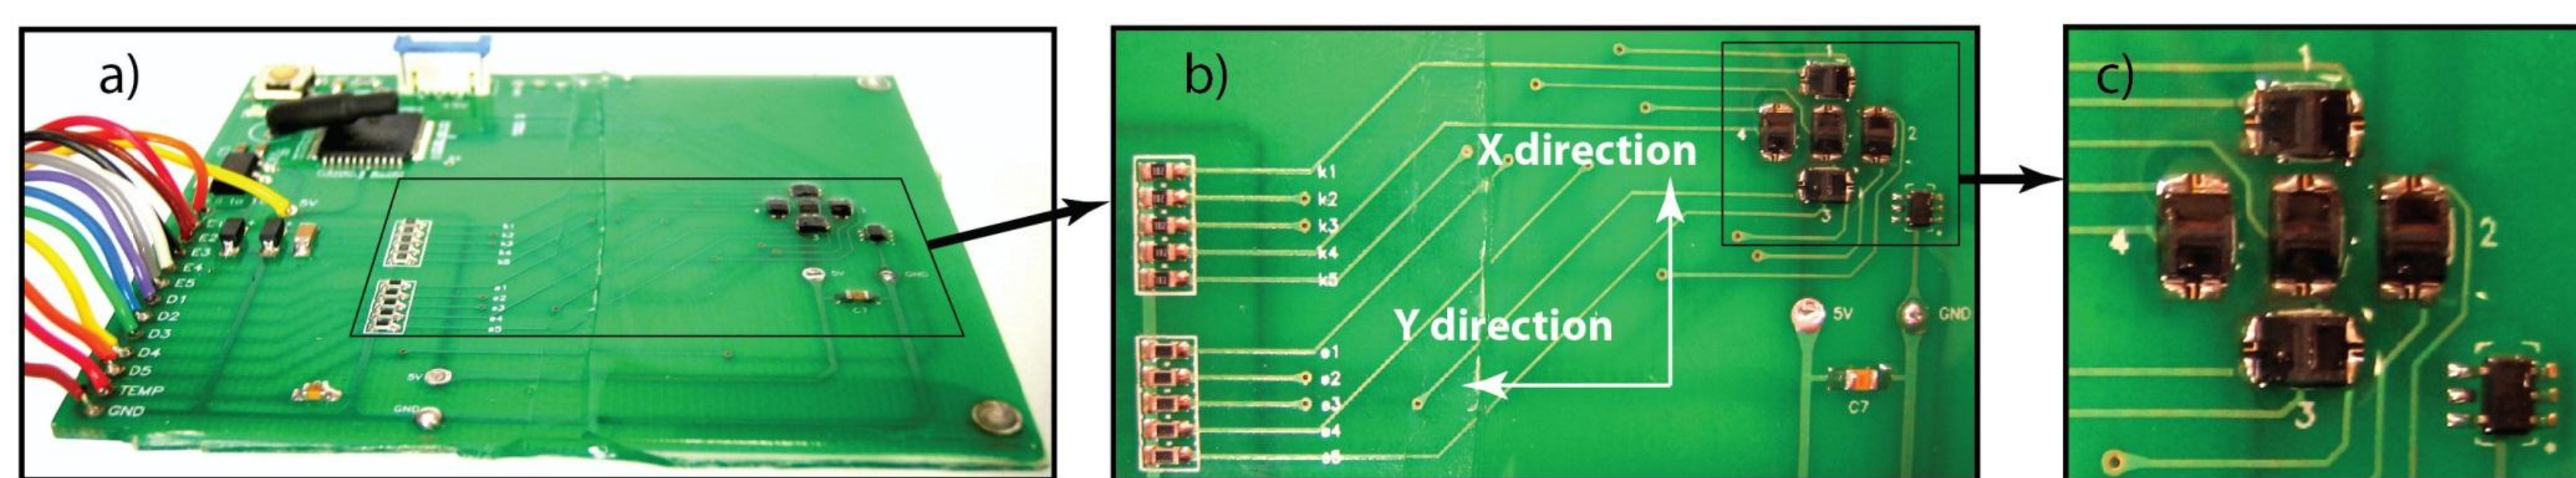 a)
5V
E1
E2
E3
E4
E5
D1
D2
D3
D4
D5
TEMP
GND
5V
GND
5V
GND
b)
X direction
Y direction
k1
k2
k3
k4
k5
e1
e2
e3
e4
e5
1
4
2
3
5V
GND
C7
c)
1
4
2
3